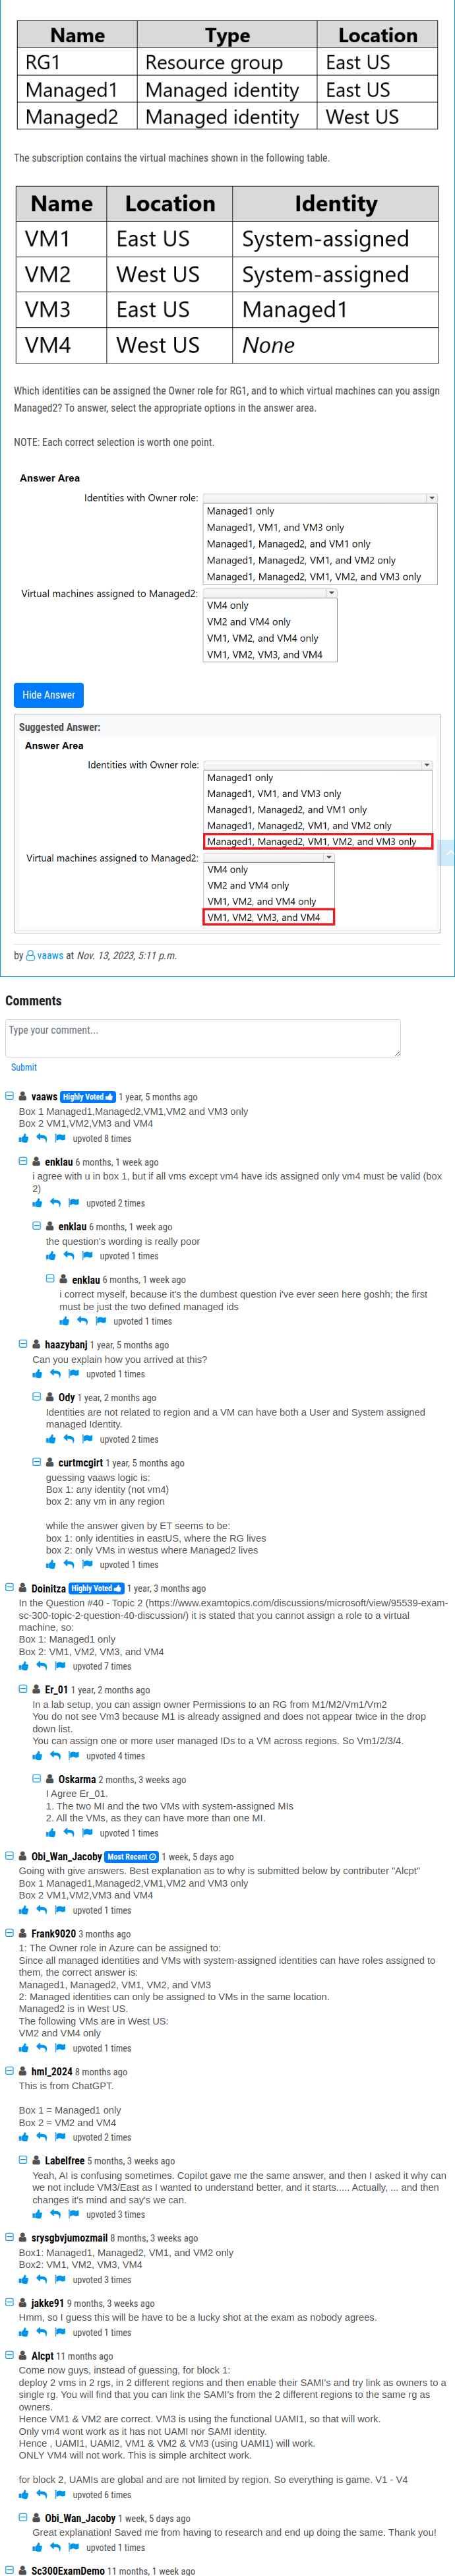 Name Type Location
RG1 Resource group East US
Managed1 Managed identity East US
Managed2 Managed identity West US
The subscription contains the virtual machines shown in the following table.
Name Location Identity
VM1 East US System-assigned
VM2 West US System-assigned
VM3 East US Managed1
VM4 West US None
Which identities can be assigned the Owner role for RG1, and to which virtual machines can you assign
Managed2? To answer, select the appropriate options in the answer area.
NOTE: Each correct selection is worth one point.
Answer Area
Identities with Owner role:
Managed1 only
Managed1, VM1, and VM3 only
Managed1, Managed2, and VM1 only
Managed1, Managed2, VM1, and VM2 only
Managed1, Managed2, VM1, VM2, and VM3 only
Virtual machines assigned to Managed2:
VM4 only
VM2 and VM4 only
VM1, VM2, and VM4 only
VM1, VM2, VM3, and VM4
Hide Answer
Suggested Answer:
Answer Area
Identities with Owner role:
Managed1 only
Managed1, VM1, and VM3 only
Managed1, Managed2, and VM1 only
Managed1, Managed2, VM1, and VM2 only
Managed1, Managed2, VM1, VM2, and VM3 only
Virtual machines assigned to Managed2:
VM4 only
VM2 and VM4 only
VM1, VM2, and VM4 only
VM1, VM2, VM3, and VM4
by vaaws at Nov. 13, 2023, 5:11 p.m.
Comments
Type your comment...
Submit
vaaws Highly Voted 1 year, 5 months ago
Box 1 Managed1,Managed2,VM1,VM2 and VM3 only
Box 2 VM1,VM2,VM3 and VM4
upvoted 8 times
enklau 6 months, 1 week ago
i agree with u in box 1, but if all vms except vm4 have ids assigned only vm4 must be valid (box
2)
upvoted 2 times
enklau 6 months, 1 week ago
the question's wording is really poor
upvoted 1 times
enklau 6 months, 1 week ago
i correct myself, because it's the dumbest question i've ever seen here goshh; the first
must be just the two defined managed ids
upvoted 1 times
haazybanj 1 year, 5 months ago
Can you explain how you arrived at this?
upvoted 1 times
Ody 1 year, 2 months ago
Identities are not related to region and a VM can have both a User and System assigned
managed Identity.
upvoted 2 times
curtmcgirt 1 year, 5 months ago
guessing vaaws logic is:
Box 1: any identity (not vm4)
box 2: any vm in any region
while the answer given by ET seems to be:
box 1: only identities in eastUS, where the RG lives
box 2: only VMs in westus where Managed2 lives
upvoted 1 times
Doinitza Highly Voted 1 year, 3 months ago
In the Question #40 - Topic 2 (https://www.examtopics.com/discussions/microsoft/view/95539-exam-
sc-300-topic-2-question-40-discussion/) it is stated that you cannot assign a role to a virtual
machine, so:
Box 1: Managed1 only
Box 2: VM1, VM2, VM3, and VM4
upvoted 7 times
Er_01 1 year, 2 months ago
In a lab setup, you can assign owner Permissions to an RG from M1/M2/Vm1/Vm2
You do not see Vm3 because M1 is already assigned and does not appear twice in the drop
down list.
You can assign one or more user managed IDs to a VM across regions. So Vm1/2/3/4.
upvoted 4 times
Oskarma 2 months, 3 weeks ago
I Agree Er_01.
1. The two MI and the two VMs with system-assigned MIs
2. All the VMs, as they can have more than one MI.
upvoted 1 times
Obi_Wan_Jacoby Most Recent 1 week, 5 days ago
Going with give answers. Best explanation as to why is submitted below by contributer "Alcpt"
Box 1 Managed1,Managed2,VM1,VM2 and VM3 only
Box 2 VM1,VM2,VM3 and VM4
upvoted 1 times
Frank9020 3 months ago
1: The Owner role in Azure can be assigned to:
Since all managed identities and VMs with system-assigned identities can have roles assigned to
them, the correct answer is:
Managed1, Managed2, VM1, VM2, and VM3
2: Managed identities can only be assigned to VMs in the same location.
Managed2 is in West US.
The following VMs are in West US:
VM2 and VM4 only
upvoted 1 times
hml_2024 8 months ago
This is from ChatGPT.
Box 1 = Managed1 only
Box 2 = VM2 and VM4
upvoted 2 times
Labelfree 5 months, 3 weeks ago
Yeah, AI is confusing sometimes. Copilot gave me the same answer, and then I asked it why can
we not include VM3/East as I wanted to understand better, and it starts..... Actually, ... and then
changes it's mind and say's we can.
upvoted 3 times
srysgbvjumozmail 8 months, 3 weeks ago
Box1: Managed1, Managed2, VM1, and VM2 only
Box2: VM1, VM2, VM3, VM4
upvoted 3 times
jakke91 9 months, 3 weeks ago
Hmm, so I guess this will be have to be a lucky shot at the exam as nobody agrees.
upvoted 1 times
Alcpt 11 months ago
Come now guys, instead of guessing, for block 1:
deploy 2 vms in 2 rgs, in 2 different regions and then enable their SAMI's and try link as owners to a
single rg. You will find that you can link the SAMI's from the 2 different regions to the same rg as
owners.
Hence VM1 & VM2 are correct. VM3 is using the functional UAMI1, so that will work.
Only vm4 wont work as it has not UAMI nor SAMI identity.
Hence , UAMI1, UAMI2, VM1 & VM2 & VM3 (using UAMI1) will work.
ONLY VM4 will not work. This is simple architect work.
for block 2, UAMIs are global and are not limited by region. So everything is game. V1 - V4
upvoted 6 times
Obi_Wan_Jacoby 1 week, 5 days ago
Great explanation! Saved me from having to research and end up doing the same. Thank you!
upvoted 1 times
Sc300ExamDemo 11 months, 1 week ago